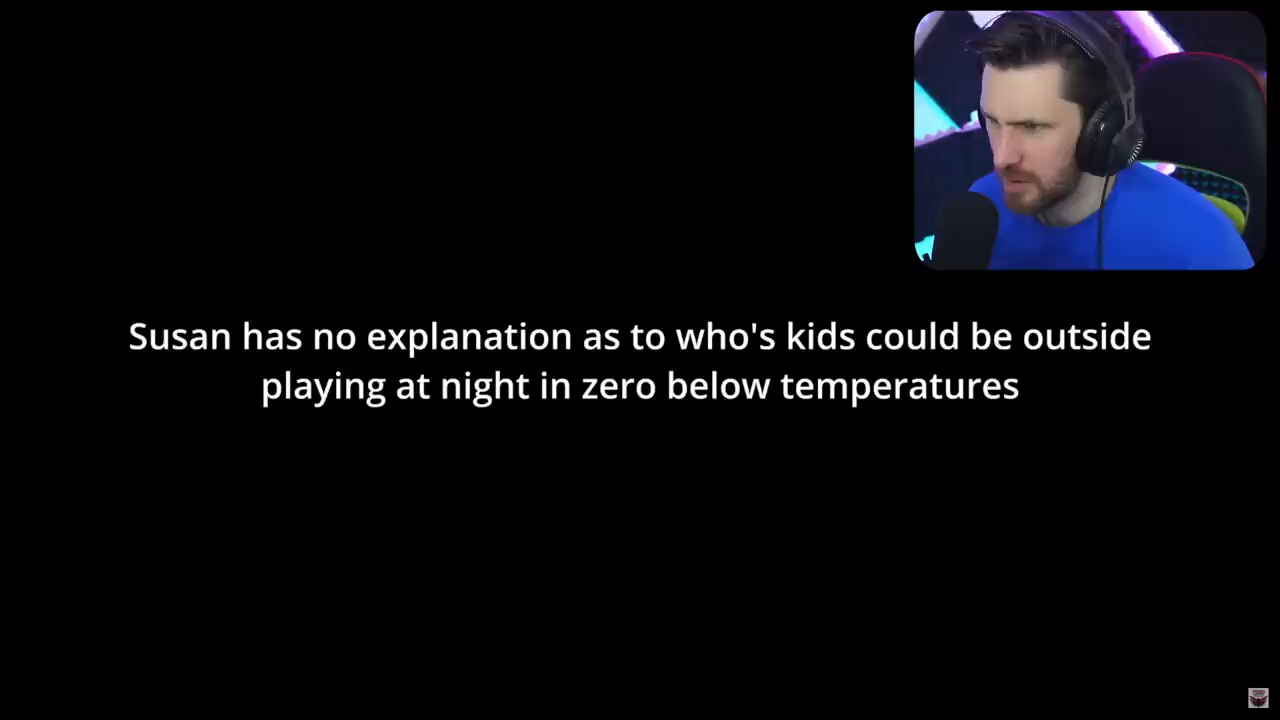 Susan has no explanation as to who's kids could be outside
playing at night in zero below temperatures